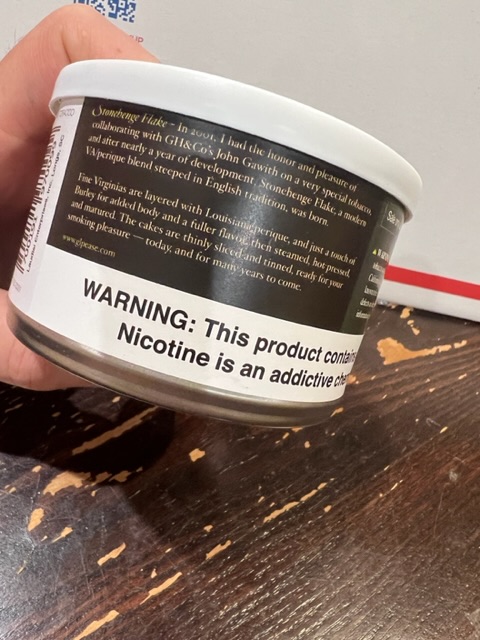 Stonehenge Flake – In 2001, I had the honor and pleasure of
collaborating with GH&Co's John Gawith on a very special tobacco,
and after nearly a year of development, Stonehenge Flake, a modern
VA/perique blend steeped in English tradition, was born.
Fine Virginias are layered with Louisiana perique, and just a touch of
Burley for added body and a fuller flavor, then steamed, hot pressed,
and matured. The cakes are thinly sliced and tinned, ready for your
smoking pleasure — today, and for many years to come.
www.glpease.com
WARNING: This product contain
Nicotine is an addictive che